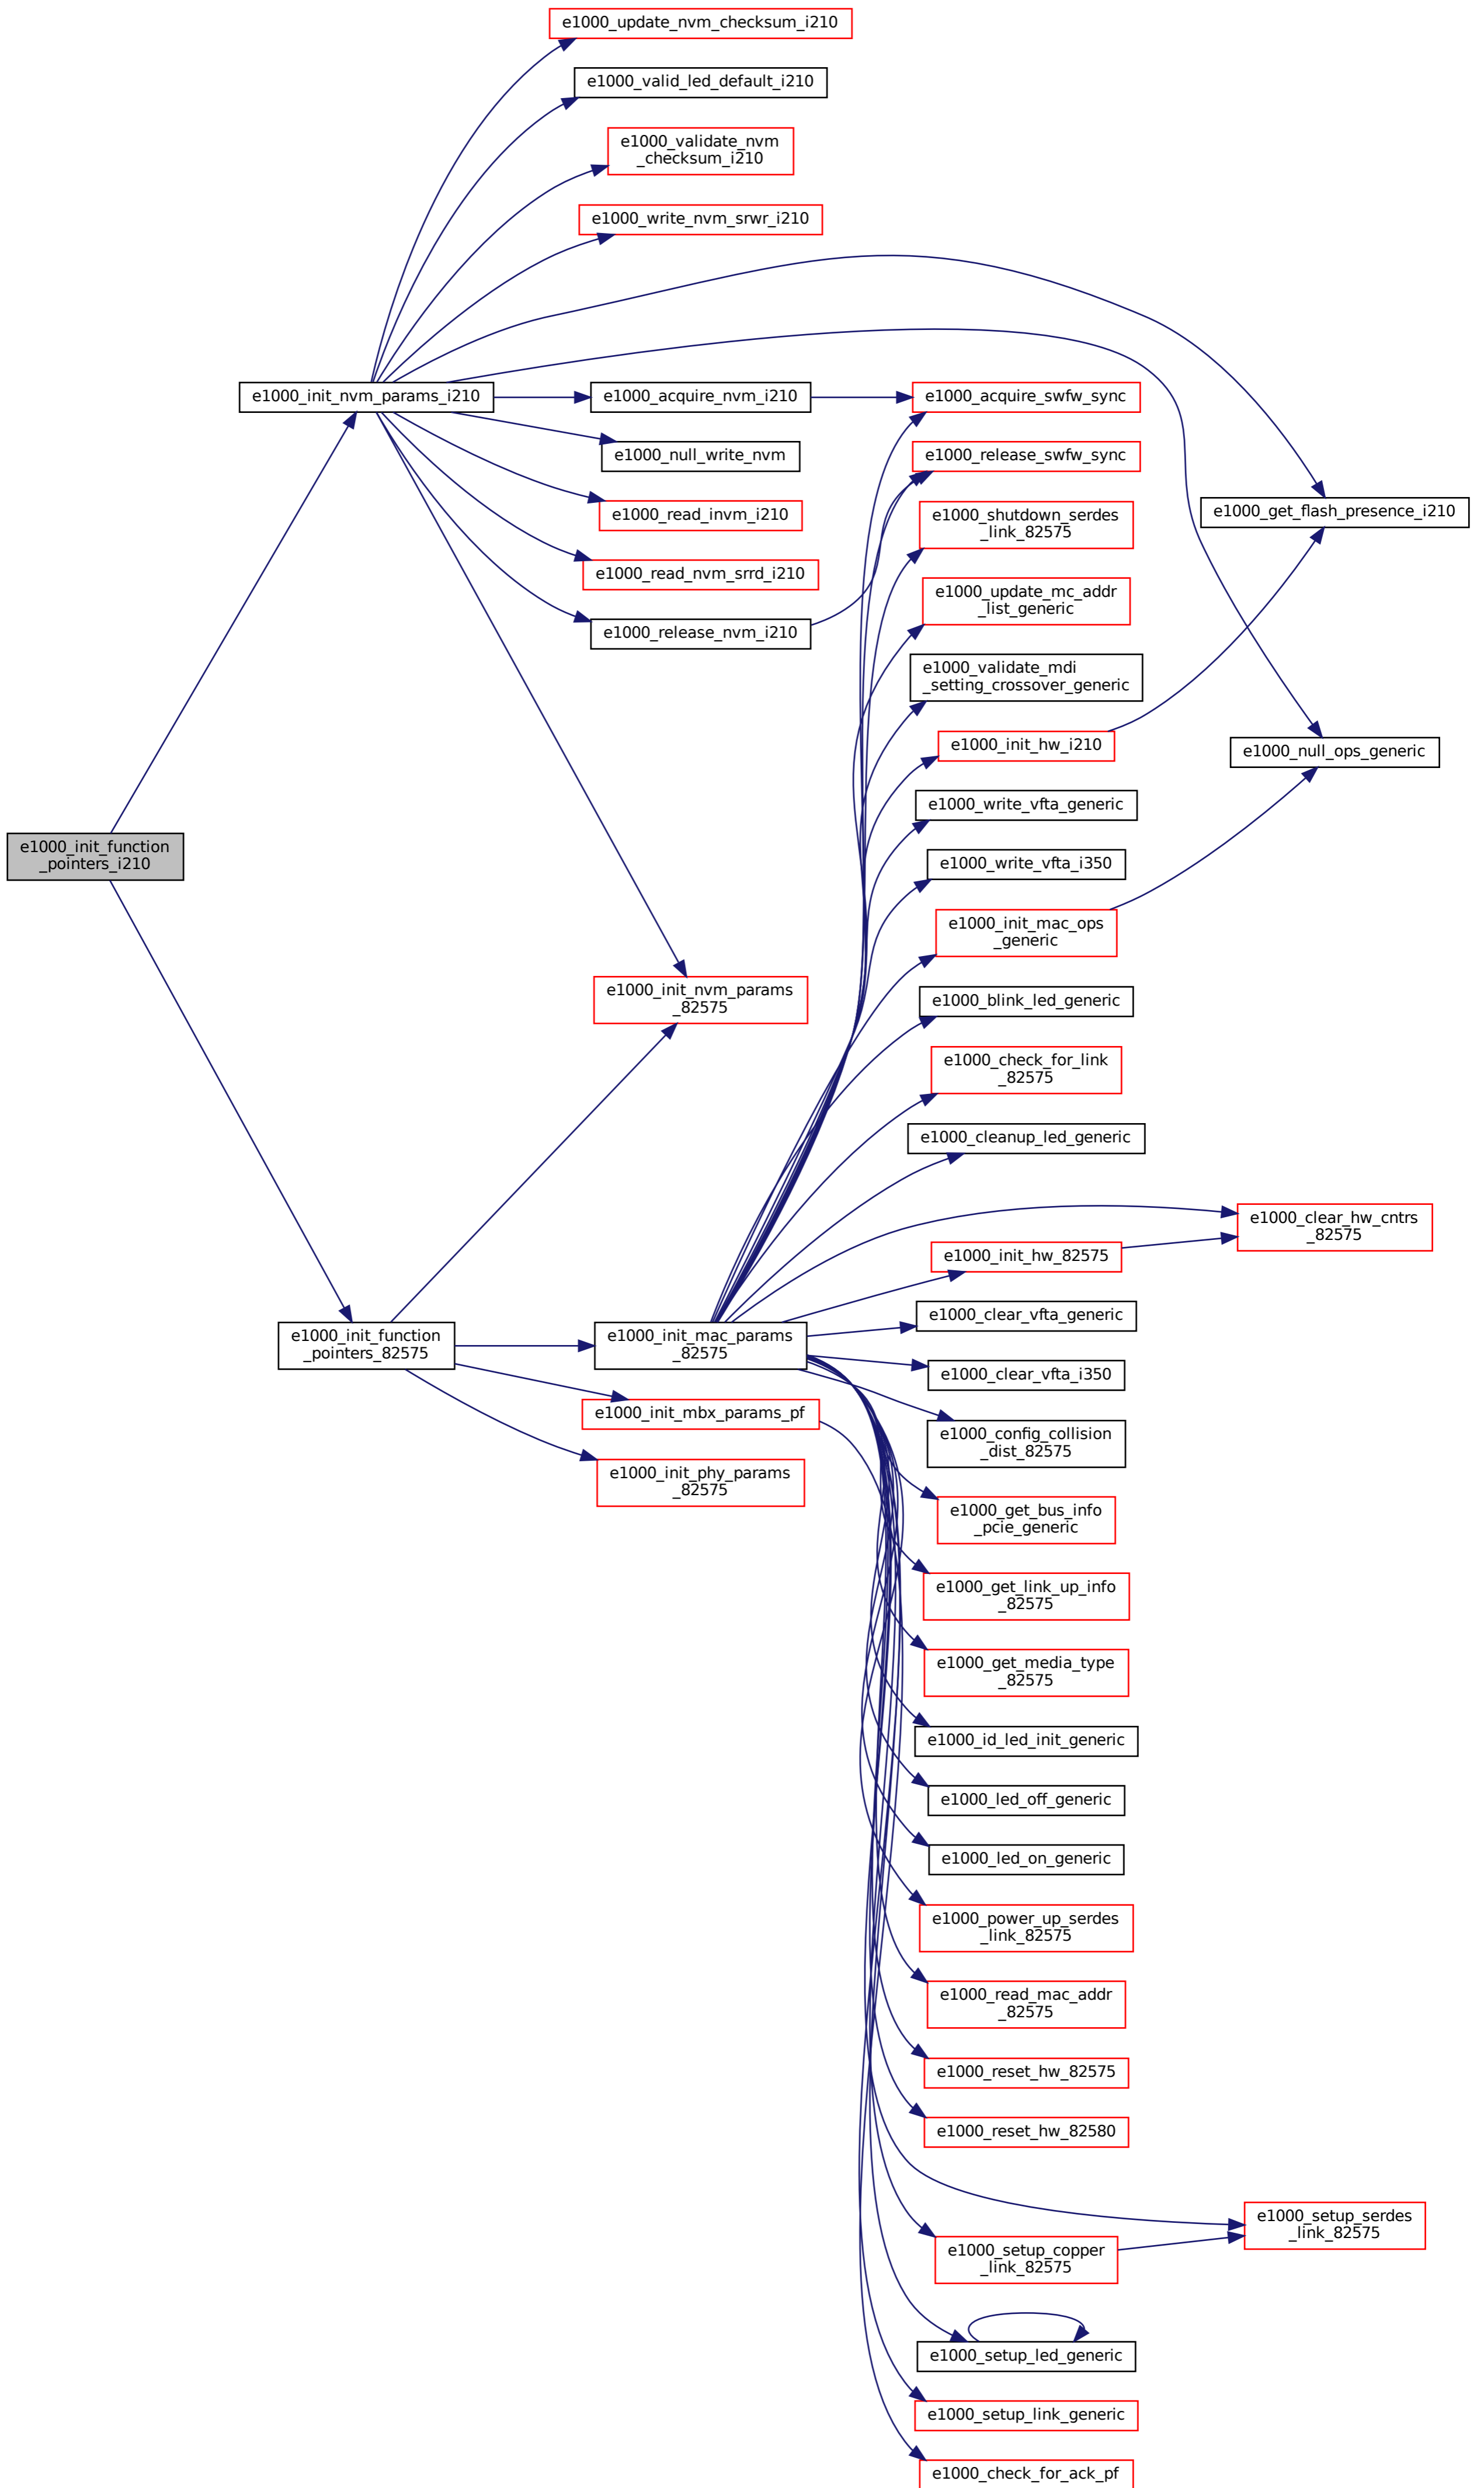 e1000_update_nvm_checksum_i210
e1000_valid_led_default_i210
e1000_validate_nvm
_checksum_i210
e1000_write_nvm_srwr_i210
e1000_init_nvm_params_i210
e1000_acquire_nvm_i210
e1000_acquire_swfw_sync
e1000_null_write_nvm
e1000_release_swfw_sync
e1000_read_invm_i210
e1000_shutdown_serdes
_link_82575
e1000_get_flash_presence_i210
e1000_read_nvm_srrd_i210
e1000_update_mc_addr
_list_generic
e1000_release_nvm_i210
e1000_validate_mdi
_setting_crossover_generic
e1000_init_hw_i210
e1000_null_ops_generic
e1000_write_vfta_generic
e1000_init_function
_pointers_i210
e1000_write_vfta_i350
e1000_init_mac_ops
_generic
e1000_init_nvm_params
_82575
e1000_blink_led_generic
e1000_check_for_link
_82575
e1000_cleanup_led_generic
e1000_clear_hw_cntrs
_82575
e1000_init_hw_82575
e1000_clear_vfta_generic
e1000_init_function
_pointers_82575
e1000_init_mac_params
_82575
e1000_clear_vfta_i350
e1000_init_mbx_params_pf
e1000_config_collision
_dist_82575
e1000_init_phy_params
_82575
e1000_get_bus_info
_pcie_generic
e1000_get_link_up_info
_82575
e1000_get_media_type
_82575
e1000_id_led_init_generic
e1000_led_off_generic
e1000_led_on_generic
e1000_power_up_serdes
_link_82575
e1000_read_mac_addr
_82575
e1000_reset_hw_82575
e1000_reset_hw_82580
e1000_setup_serdes
_link_82575
e1000_setup_copper
_link_82575
e1000_setup_led_generic
e1000_setup_link_generic
e1000_check_for_ack_pf